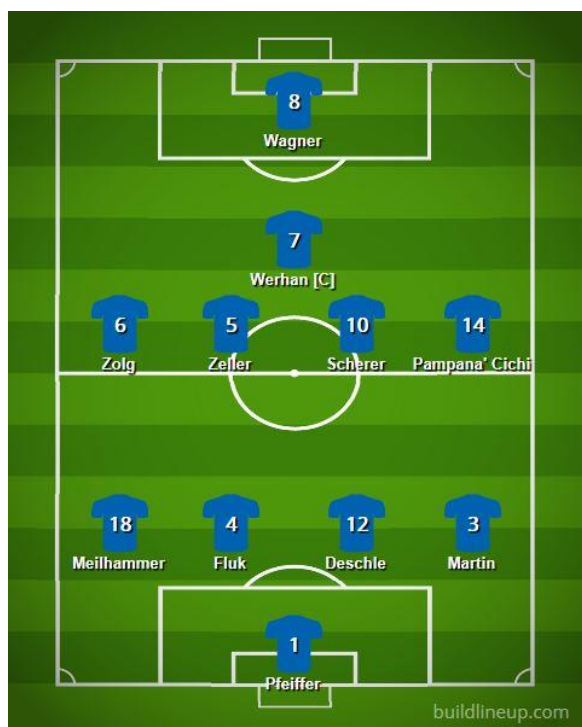 8
Wagner
7
Werhan [C]
6 5 10 14
Zolg Zeller Scherer Pampana' Cichi
18 4 12 3
Meilhammer Fluk Deschle Martin
1
Pfeiffer
buildlineup.com